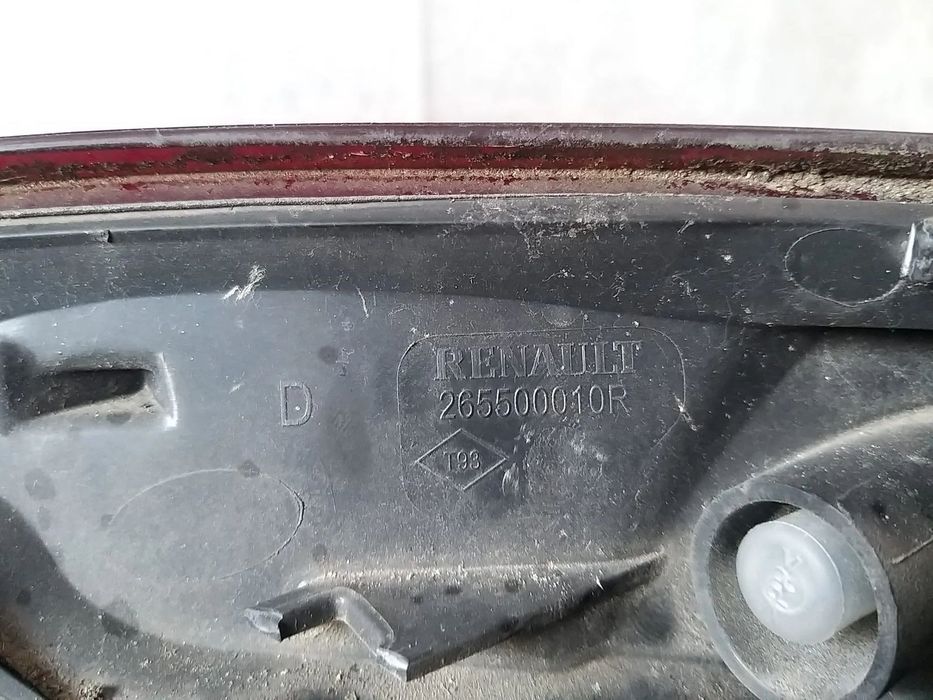 RENAULT
D
265500010R
T93